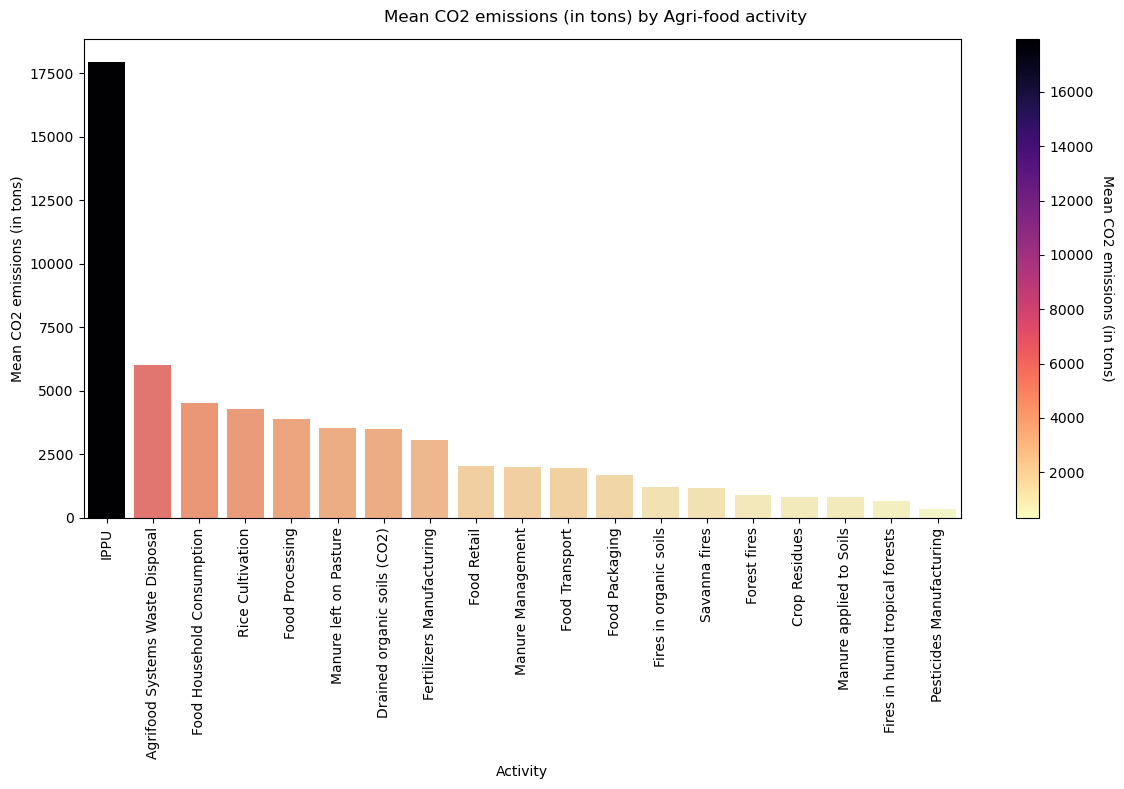 Mean CO2 emissions (in tons) by Agri-food activity
Mean CO2 emissions (in tons)
17500
15000
12500
10000
7500
5000
2500
0
IPPU
Agrifood Systems Waste Disposal
Food Household Consumption
Rice Cultivation
Food Processing
Manure left on Pasture
Drained organic soils (CO2)
Fertilizers Manufacturing
Food Retail
Manure Management
Food Transport
Food Packaging
Fires in organic soils
Savanna fires
Forest fires
Crop Residues
Manure applied to Soils
Fires in humid tropical forests
Pesticides Manufacturing
Activity
16000
14000
12000
10000
8000
6000
4000
2000
Mean CO2 emissions (in tons)